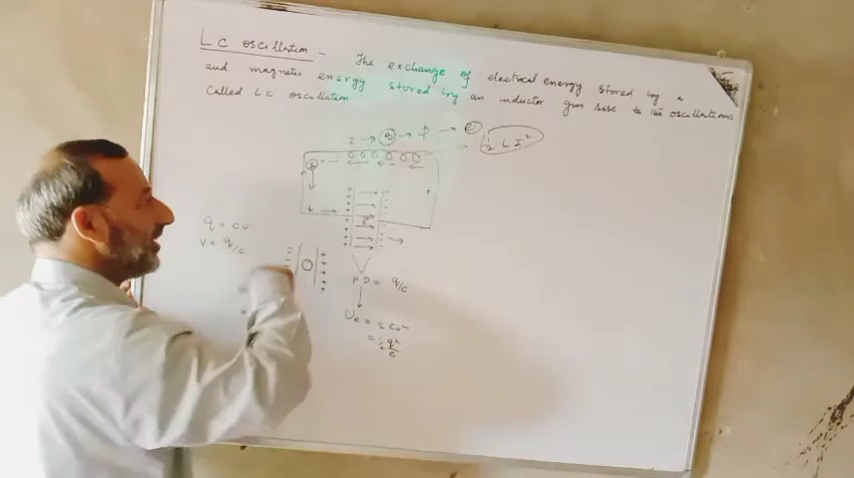 LC oscillation - The exchange of electrical energy stored by a
and magnetic energy stored by an inductor give rise to the oscillations
called LC oscillation
I → B → ϕ → e
½ L I²
q = cv
v = q/c
P D = q/c
Ue = ½ cv²
= ½ q²/c